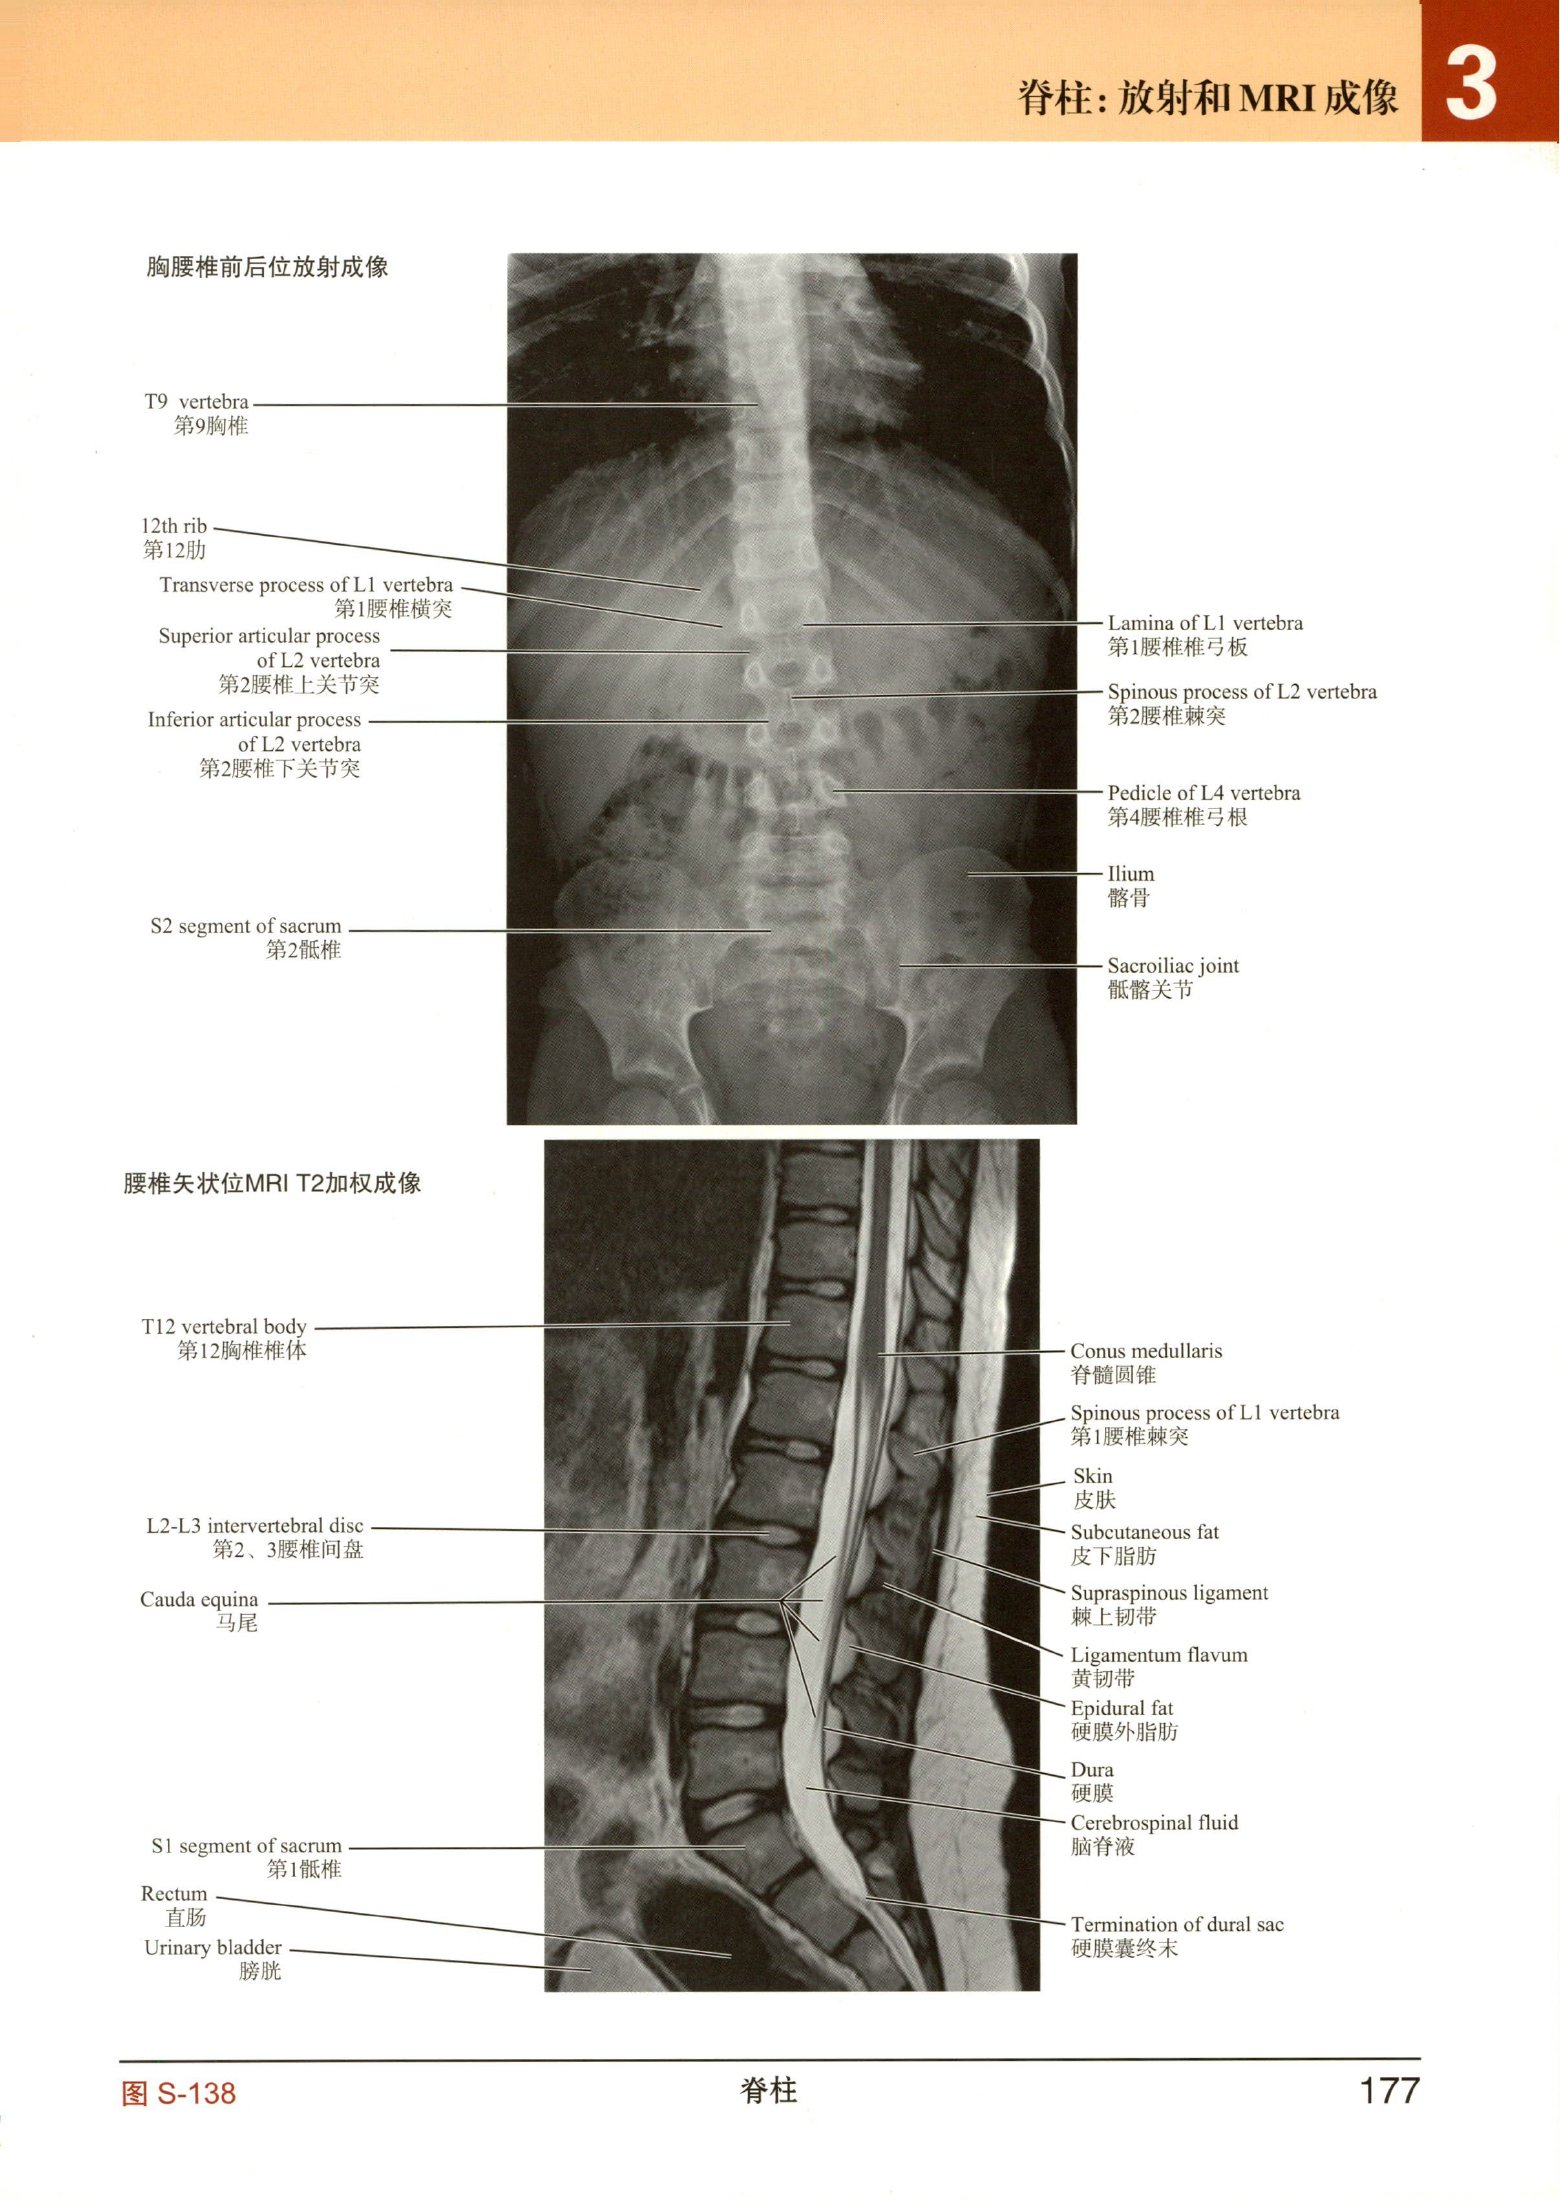 脊柱: 放射和 MRI 成像
3
胸腰椎前后位放射成像
T9 vertebra
第9胸椎
12th rib
第12肋
Transverse process of L1 vertebra
第1腰椎横突
Superior articular process
of L2 vertebra
第2腰椎上关节突
Inferior articular process
of L2 vertebra
第2腰椎下关节突
S2 segment of sacrum
第2骶椎
Lamina of L1 vertebra
第1腰椎椎弓板
Spinous process of L2 vertebra
第2腰椎棘突
Pedicle of L4 vertebra
第4腰椎椎弓根
Ilium
髂骨
Sacroiliac joint
骶髂关节
腰椎矢状位MRI T2加权成像
T12 vertebral body
第12胸椎椎体
L2-L3 intervertebral disc
第2、3腰椎间盘
Cauda equina
马尾
S1 segment of sacrum
第1骶椎
Rectum
直肠
Urinary bladder
膀胱
Conus medullaris
脊髓圆锥
Spinous process of L1 vertebra
第1腰椎棘突
Skin
皮肤
Subcutaneous fat
皮下脂肪
Supraspinous ligament
棘上韧带
Ligamentum flavum
黄韧带
Epidural fat
硬膜外脂肪
Dura
硬膜
Cerebrospinal fluid
脑脊液
Termination of dural sac
硬膜囊终末
图 S-138
脊柱
177